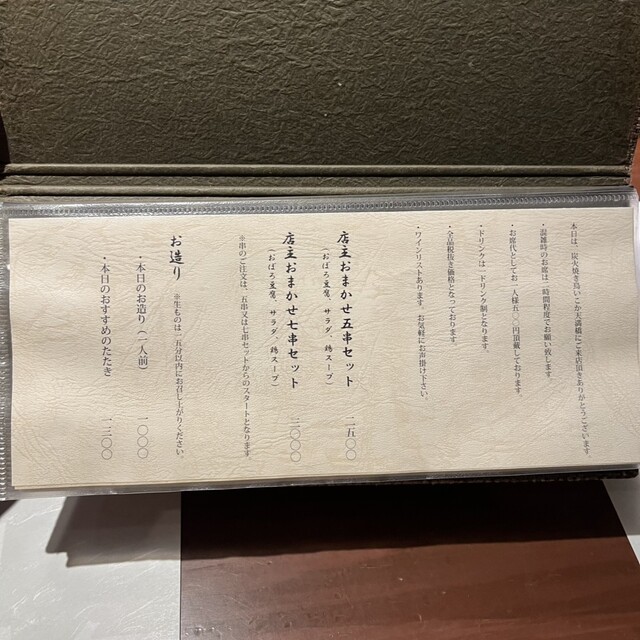 本日は、炭火焼き鳥いこか天満橋にご来店頂きありがとうございます。
・混雑時のお席は二時間程度でお願い致します。
・お席代としてお一人様五〇〇円頂戴しております。
・ドリンクは一ドリンク制となります。
・全品税抜き価格となっております。
・ワインリストあります。お気軽にお声掛け下さい。
店主おまかせ五串セット 二五〇〇
(おぼろ豆腐、サラダ、鶏スープ)
店主おまかせ七串セット 三〇〇〇
(おぼろ豆腐、サラダ、鶏スープ)
※串のご注文は、五串又は七串セットからのスタートとなります
お造り ※生ものは一五分以内にお召し上がりください。
・本日のお造り(一人前) 一〇〇〇
・本日のおすすめのたたき 一二〇〇